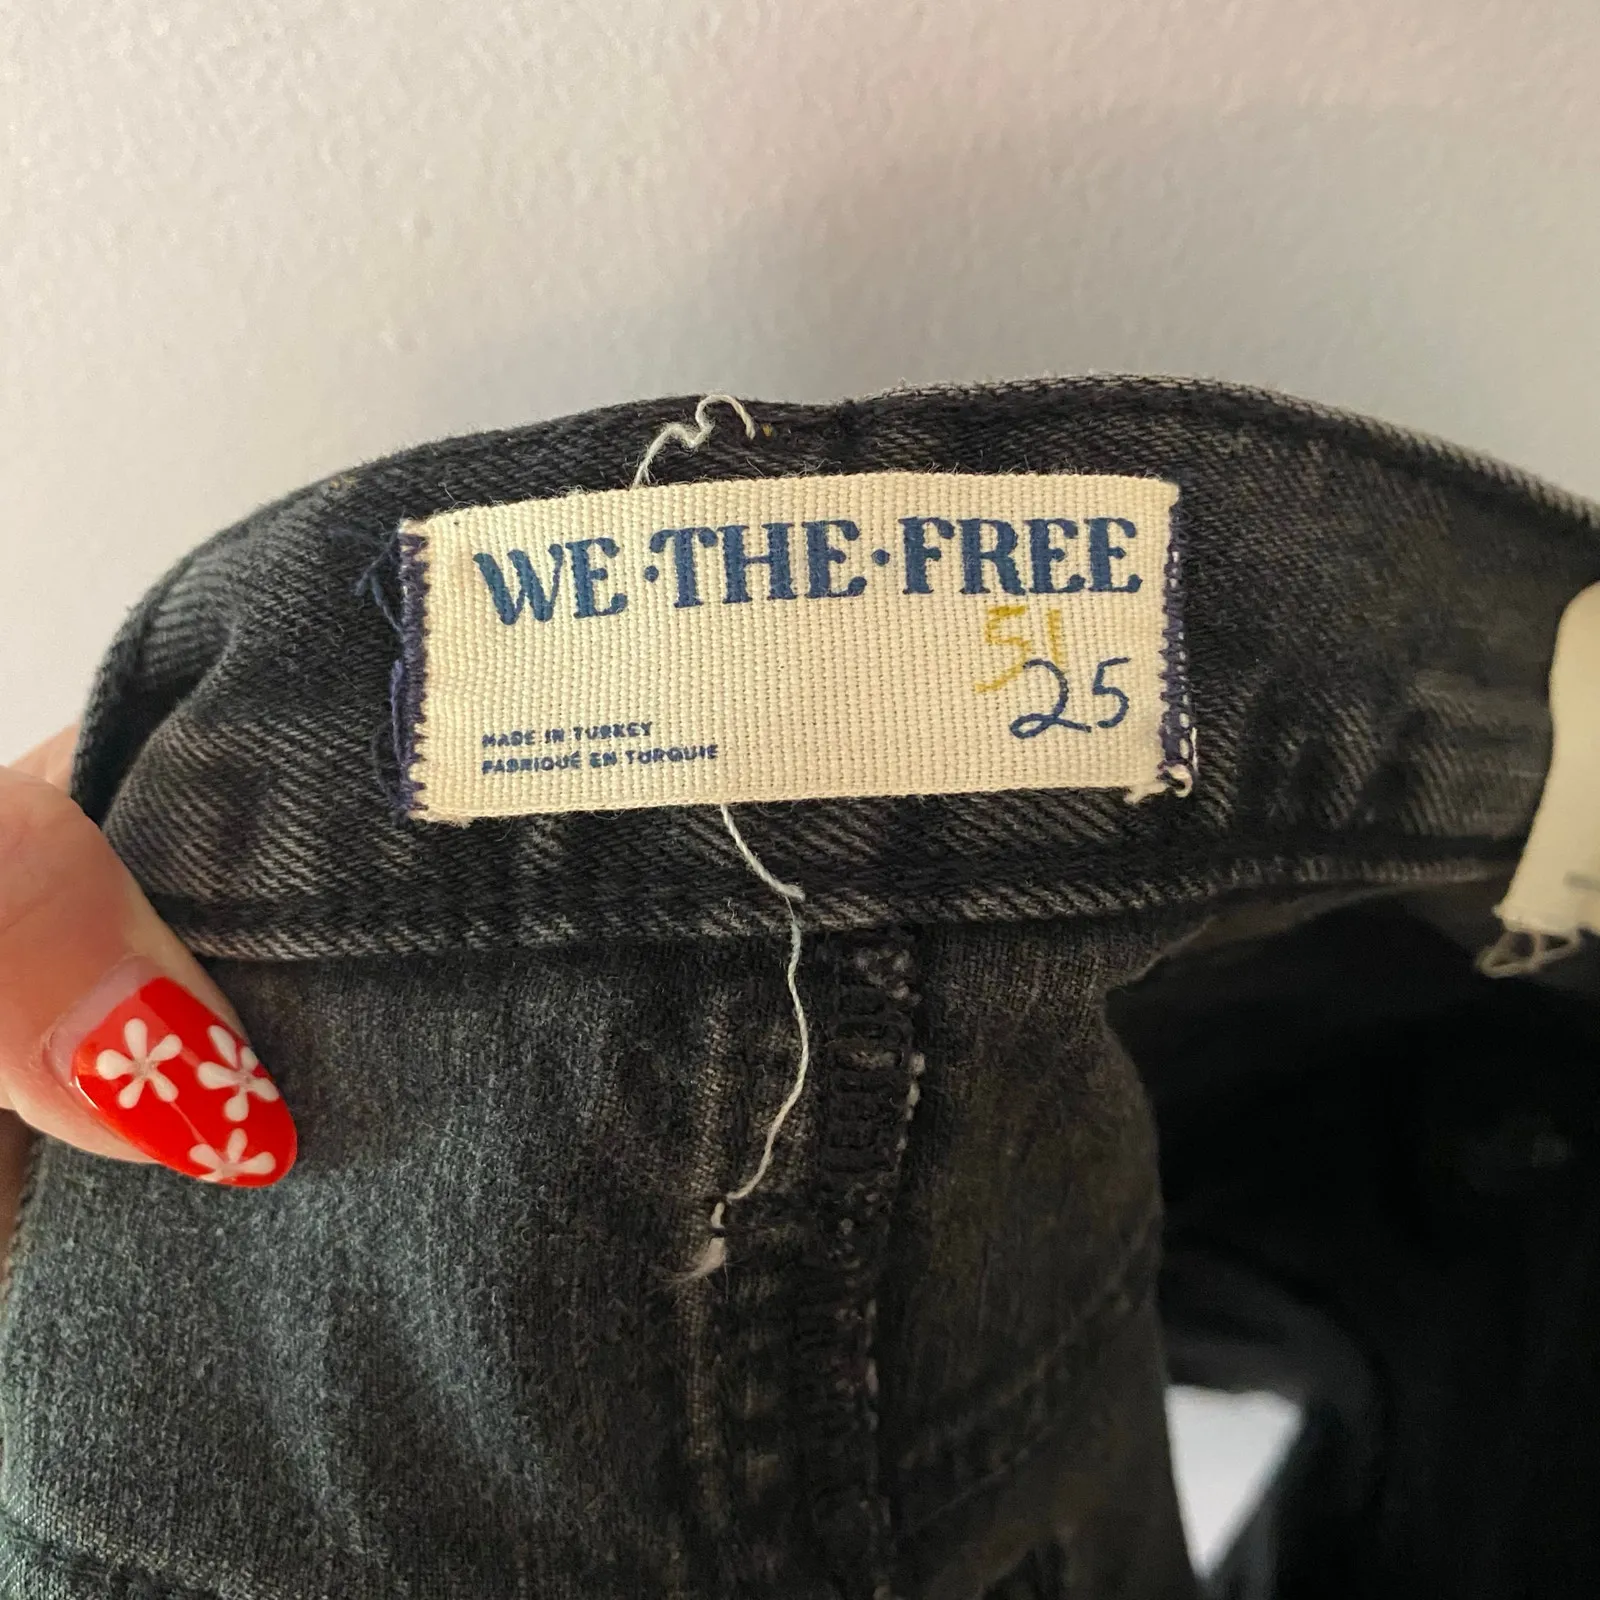 WE·THE·FREE
51
25
MADE IN TURKEY
FABRIQUÉ EN TURQUIE